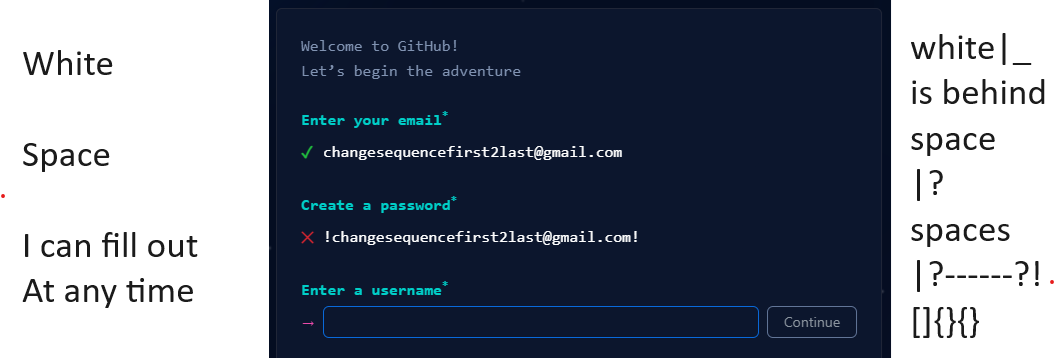 White
Space
I can fill out
At any time
Welcome to GitHub!
Let’s begin the adventure
Enter your email*
✓ changesequencefirst2last@gmail.com
Create a password*
✕ !changesequencefirst2last@gmail.com!
Enter a username*
→
Continue
white|_
is behind
space
|?
spaces
|?------?!
[]{}{}